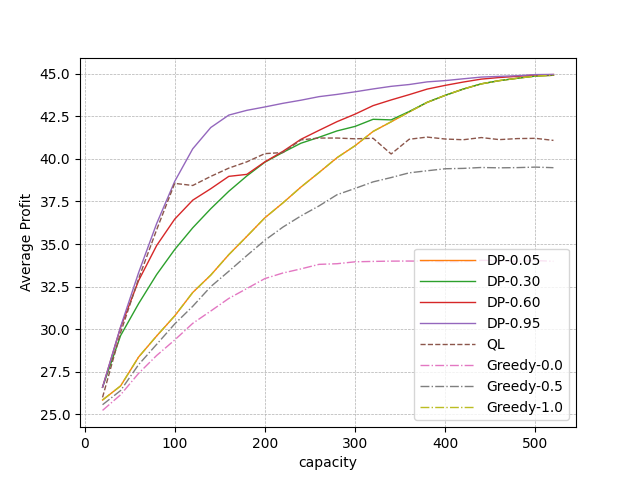 45.0
42.5
40.0
37.5
35.0
32.5
30.0
27.5
25.0
Average Profit
0
100
200
300
400
500
capacity
DP-0.05
DP-0.30
DP-0.60
DP-0.95
QL
Greedy-0.0
Greedy-0.5
Greedy-1.0